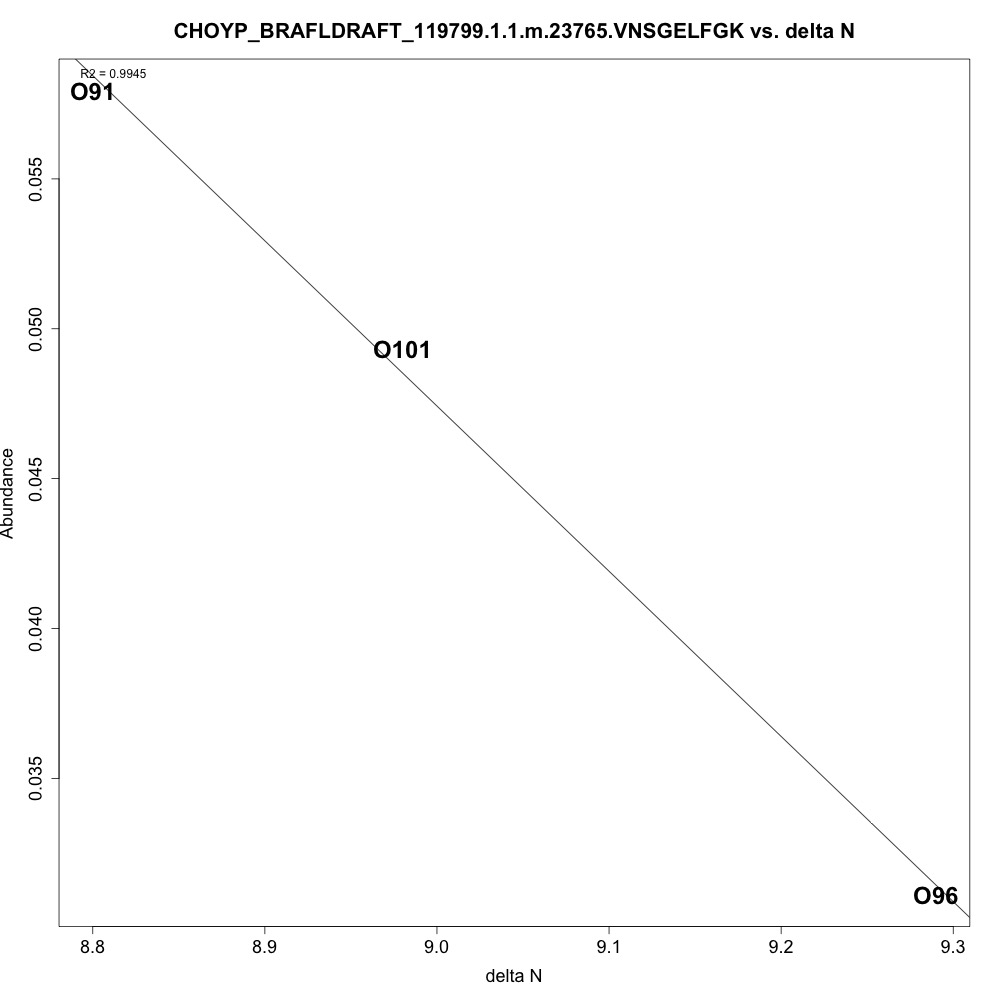 CHOYP_BRAFLDRAFT_119799.1.1.m.23765.VNSGELFGK vs. delta N
R2 = 0.9945
O91
0.055
0.050
O101
0.045
Abundance
0.040
0.035
O96
8.8 8.9 9.0 9.1 9.2 9.3
delta N